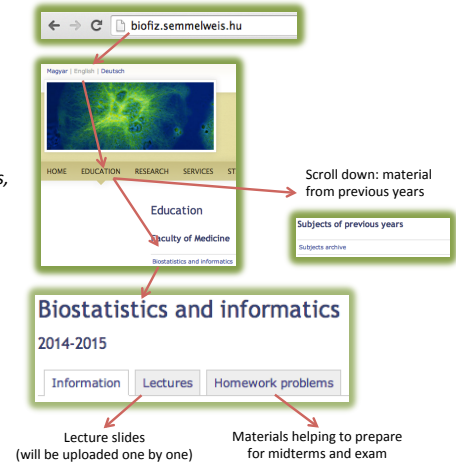 biofiz.semmelweis.hu
Magyar | English | Deutsch
HOME EDUCATION RESEARCH SERVICES ST
s,
Scroll down: material
from previous years
Education
Faculty of Medicine
Biostatistics and informatics
Subjects of previous years
Subjects archive
Biostatistics and informatics
2014-2015
Information Lectures Homework problems
Lecture slides
(will be uploaded one by one)
Materials helping to prepare
for midterms and exam